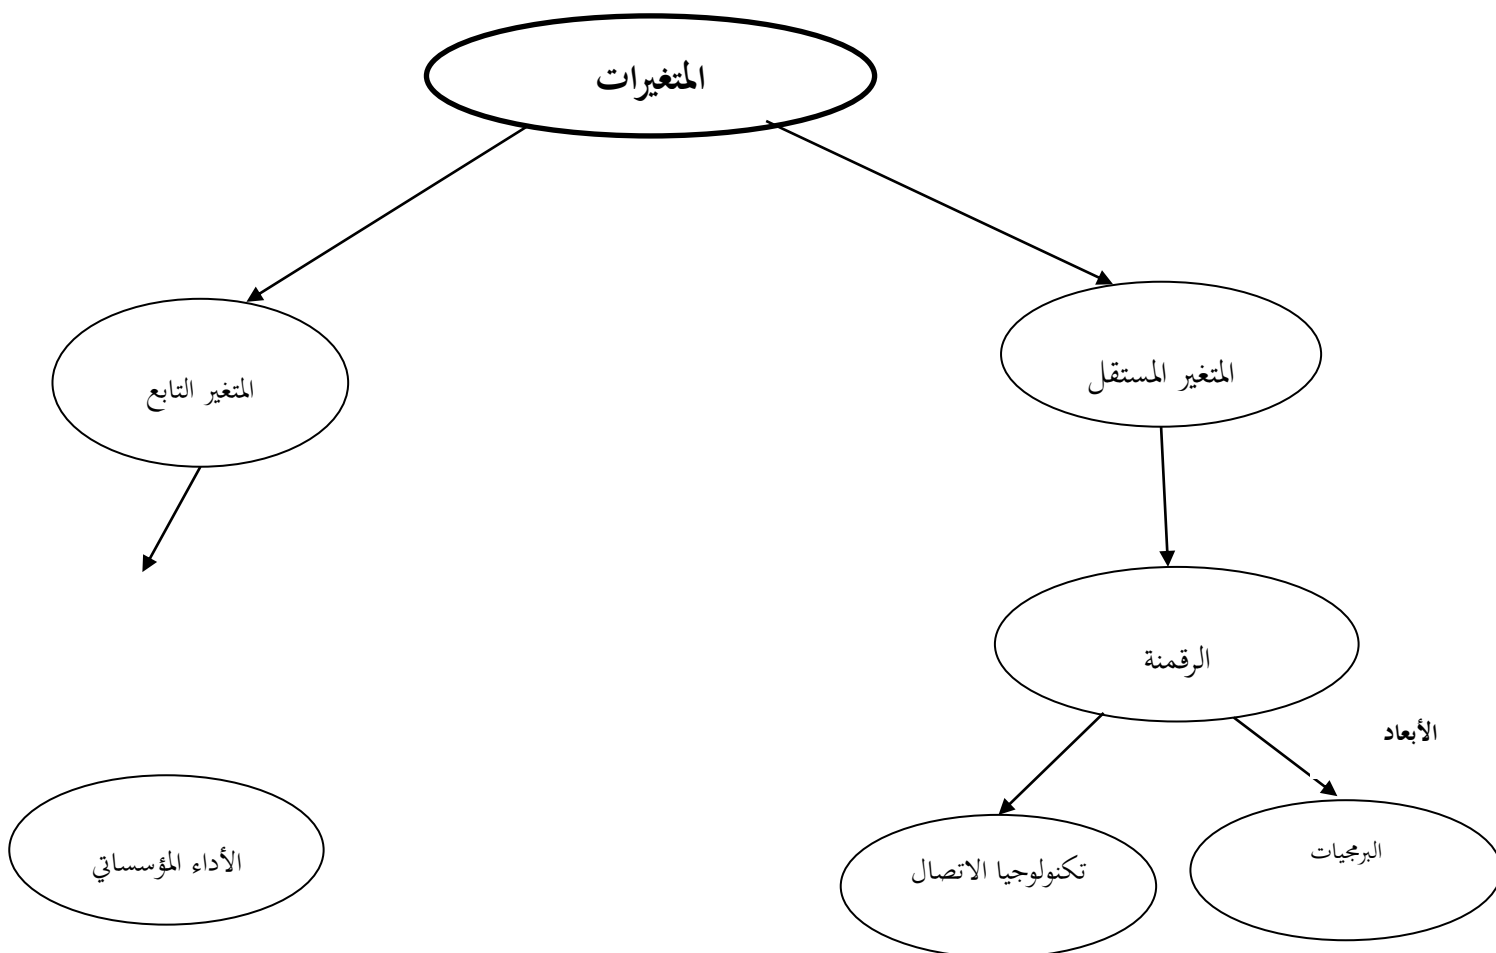 المتغيرات
المتغير المستقل
المتغير التابع
الرقمنة
الأبعاد
البرمجيات
تكنولوجيا الاتصال
الأداء المؤسساتي